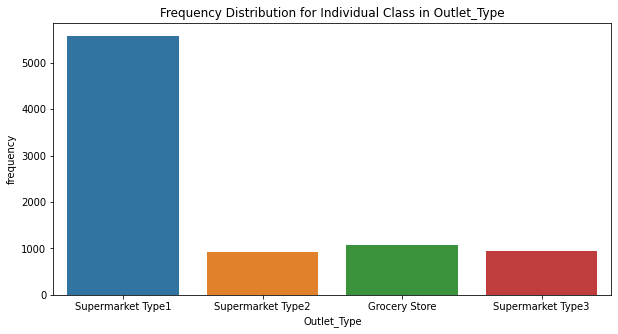 Frequency Distribution for Individual Class in Outlet_Type
frequency
5000
4000
3000
2000
1000
0
Supermarket Type1 Supermarket Type2 Grocery Store Supermarket Type3
Outlet_Type